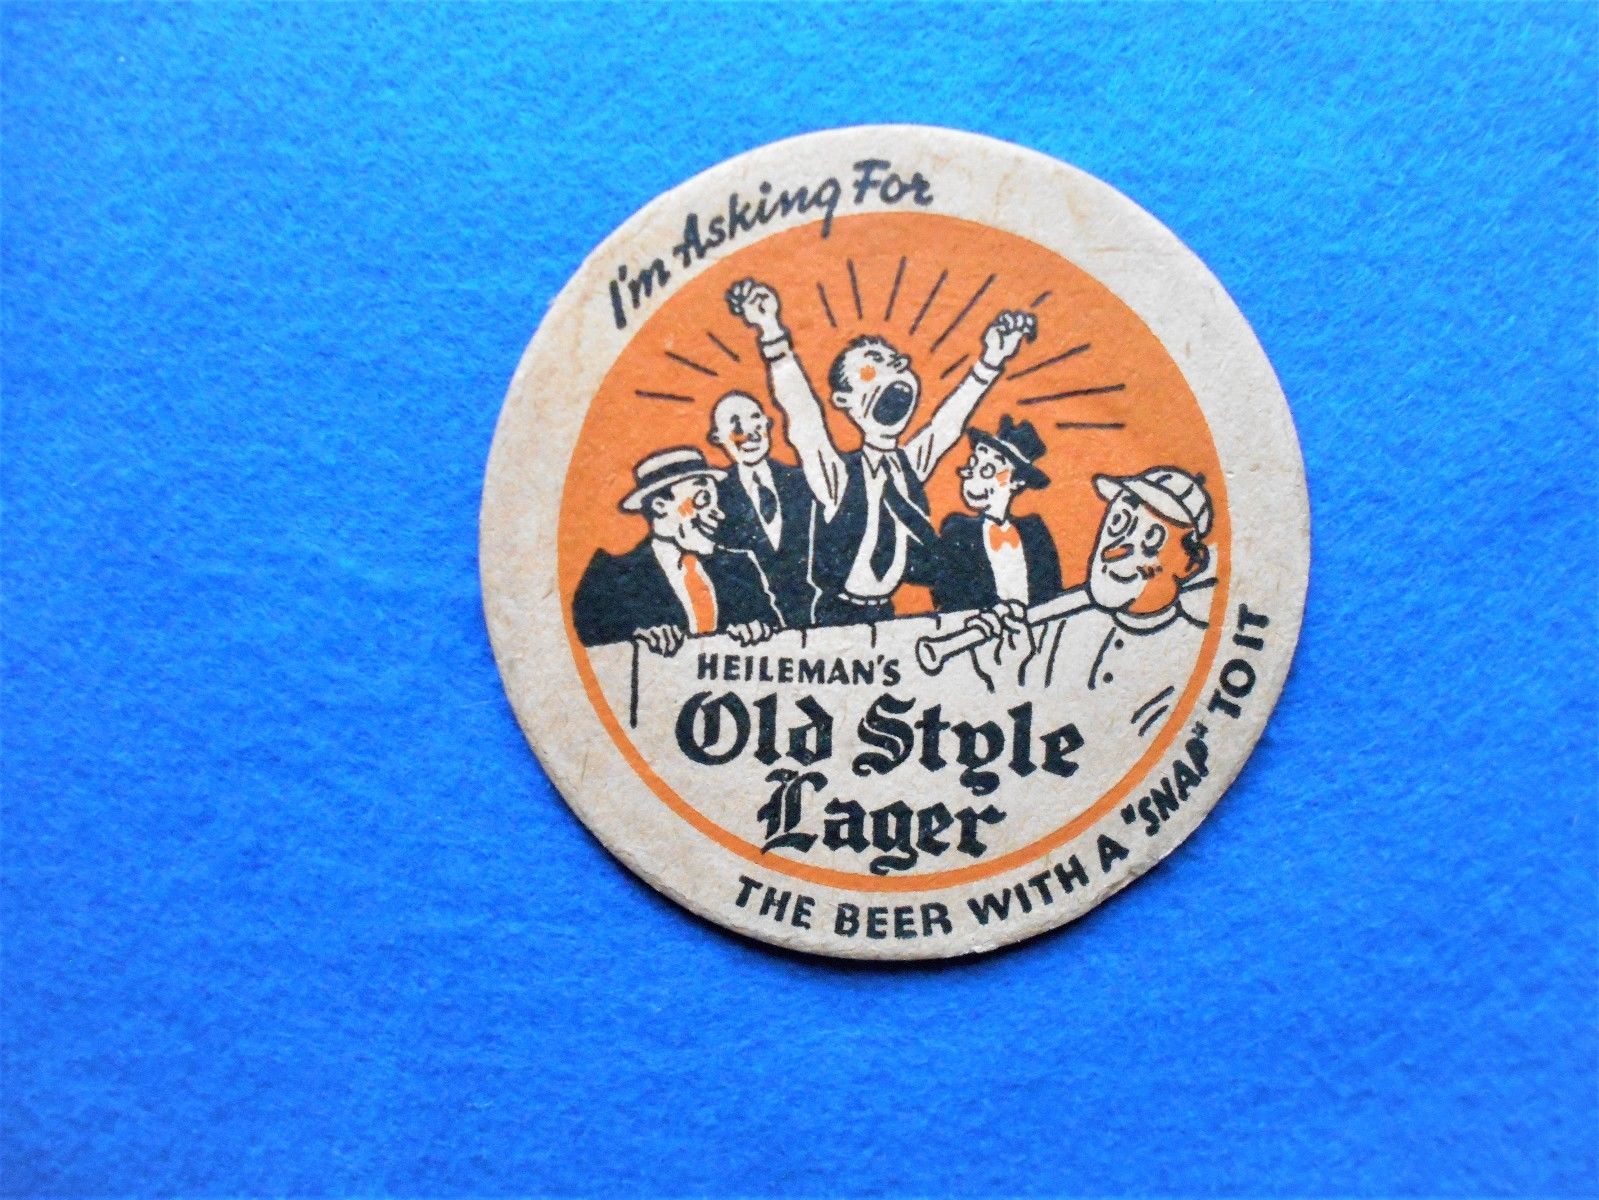 I'm Asking For
HEILEMAN'S
Old Style
Lager
THE BEER WITH A "SNAP" TO IT